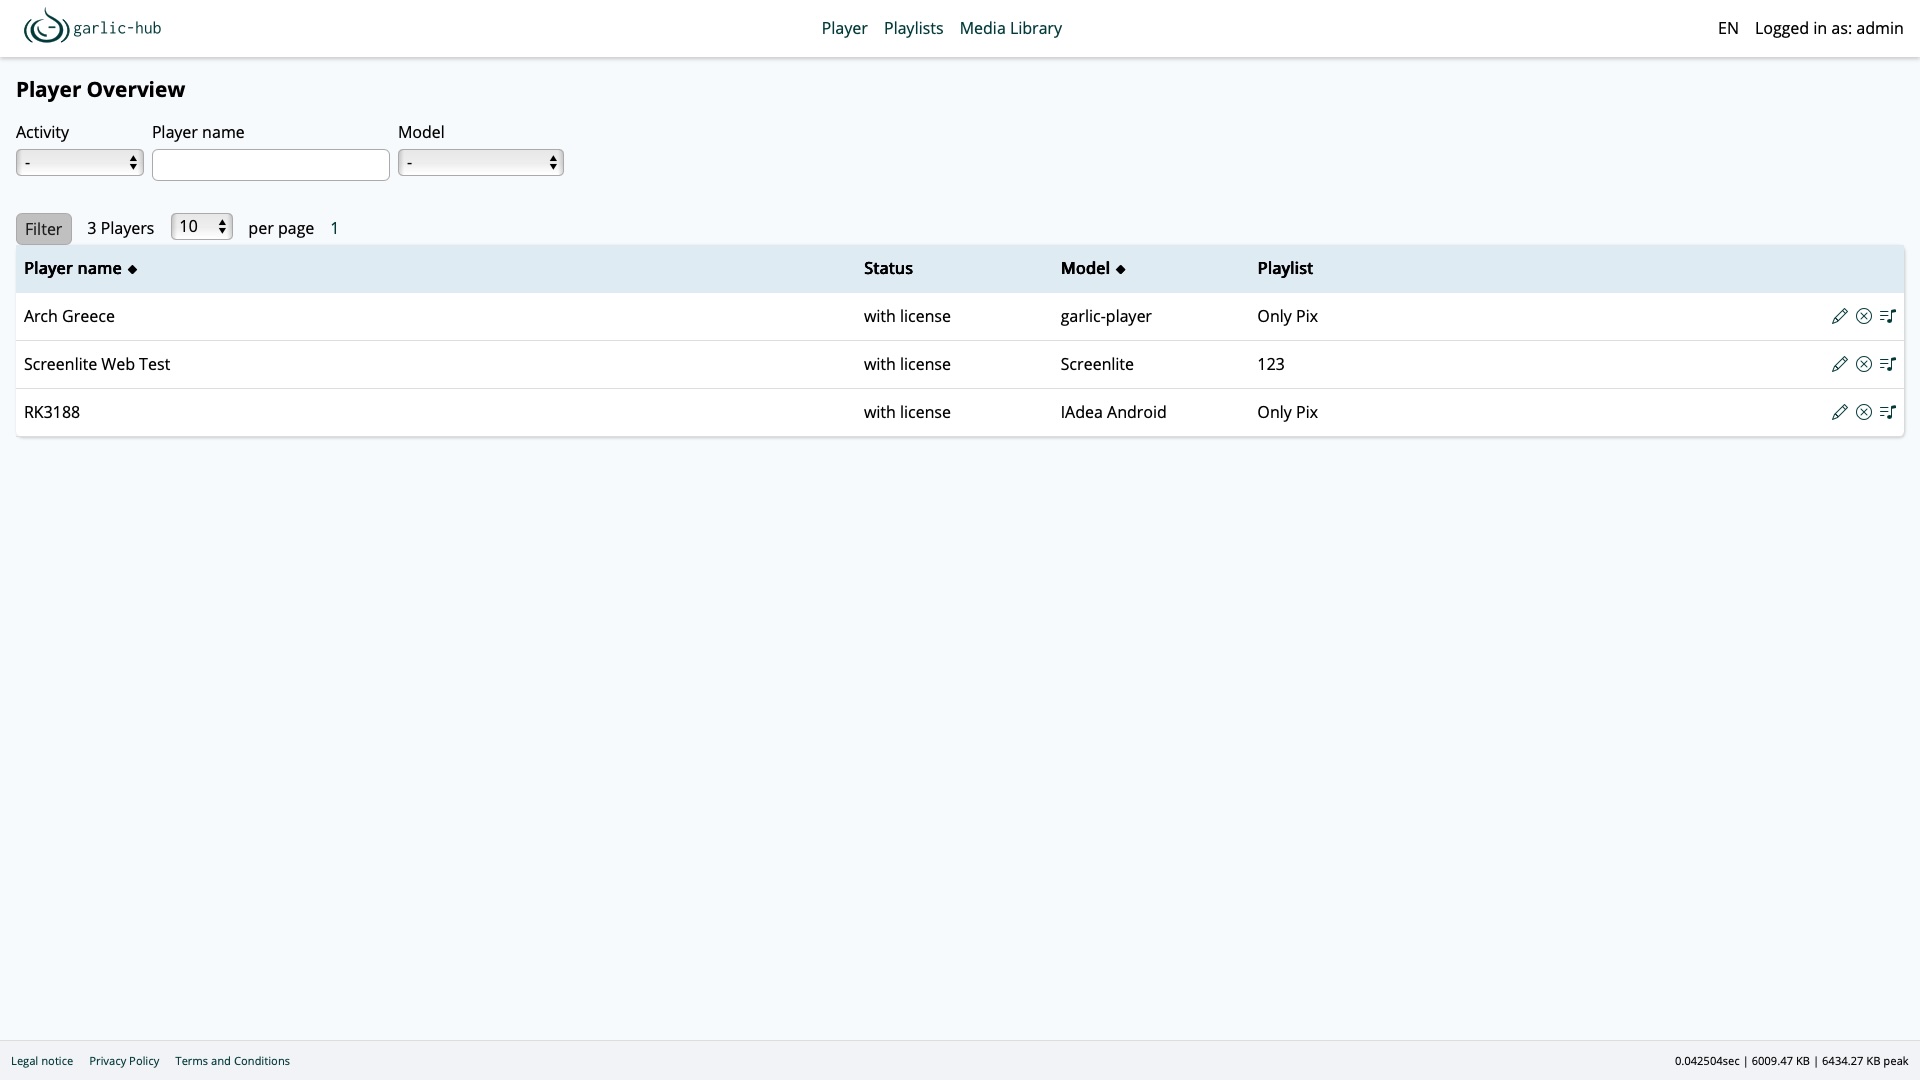 garlic-hub Player Playlists Media Library EN Logged in as: admin
Player Overview
Activity Player name Model
- -
Filter 3 Players 10 per page 1
Player name Status Model Playlist
Arch Greece with license garlic-player Only Pix
Screenlite Web Test with license Screenlite 123
RK3188 with license IAdea Android Only Pix
Legal notice Privacy Policy Terms and Conditions 0.042504sec | 6009.47 KB | 6434.27 KB peak